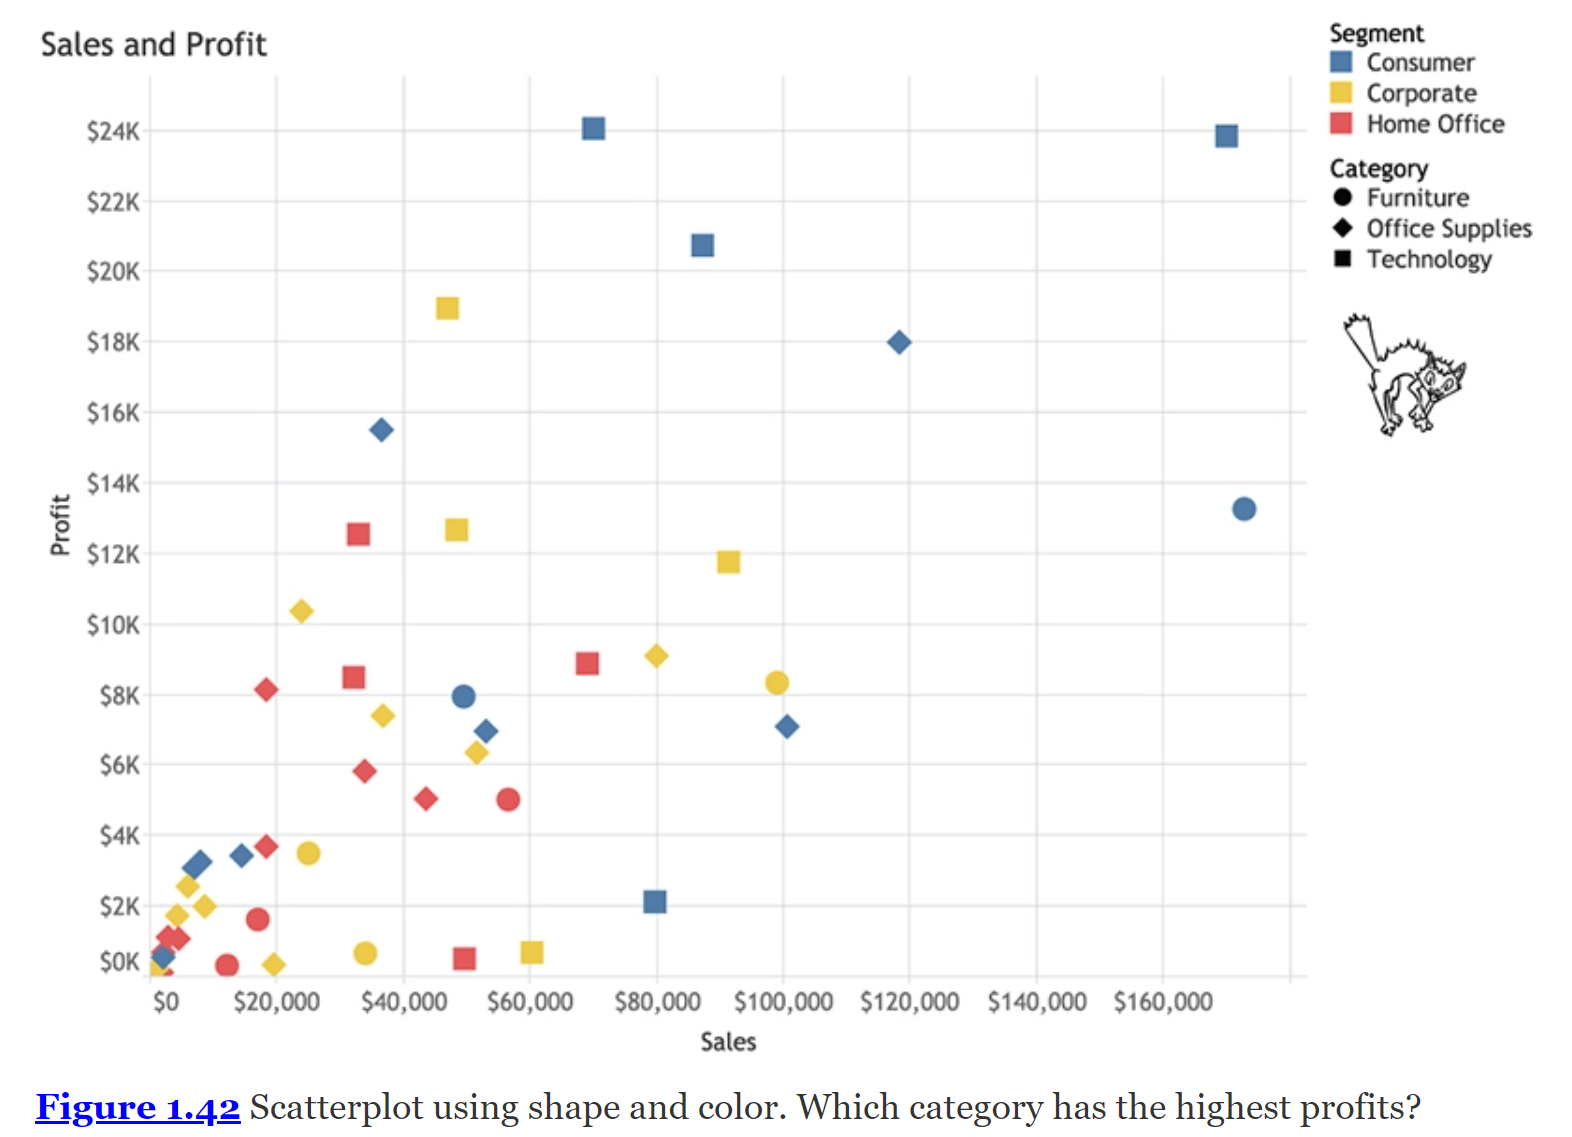 Sales and Profit
Segment
Consumer
Corporate
Home Office
Category
Furniture
Office Supplies
Technology
$24K
$22K
$20K
$18K
$16K
$14K
$12K
$10K
$8K
$6K
$4K
$2K
$0K
Profit
$0 $20,000 $40,000 $60,000 $80,000 $100,000 $120,000 $140,000 $160,000
Sales
Figure 1.42 Scatterplot using shape and color. Which category has the highest profits?